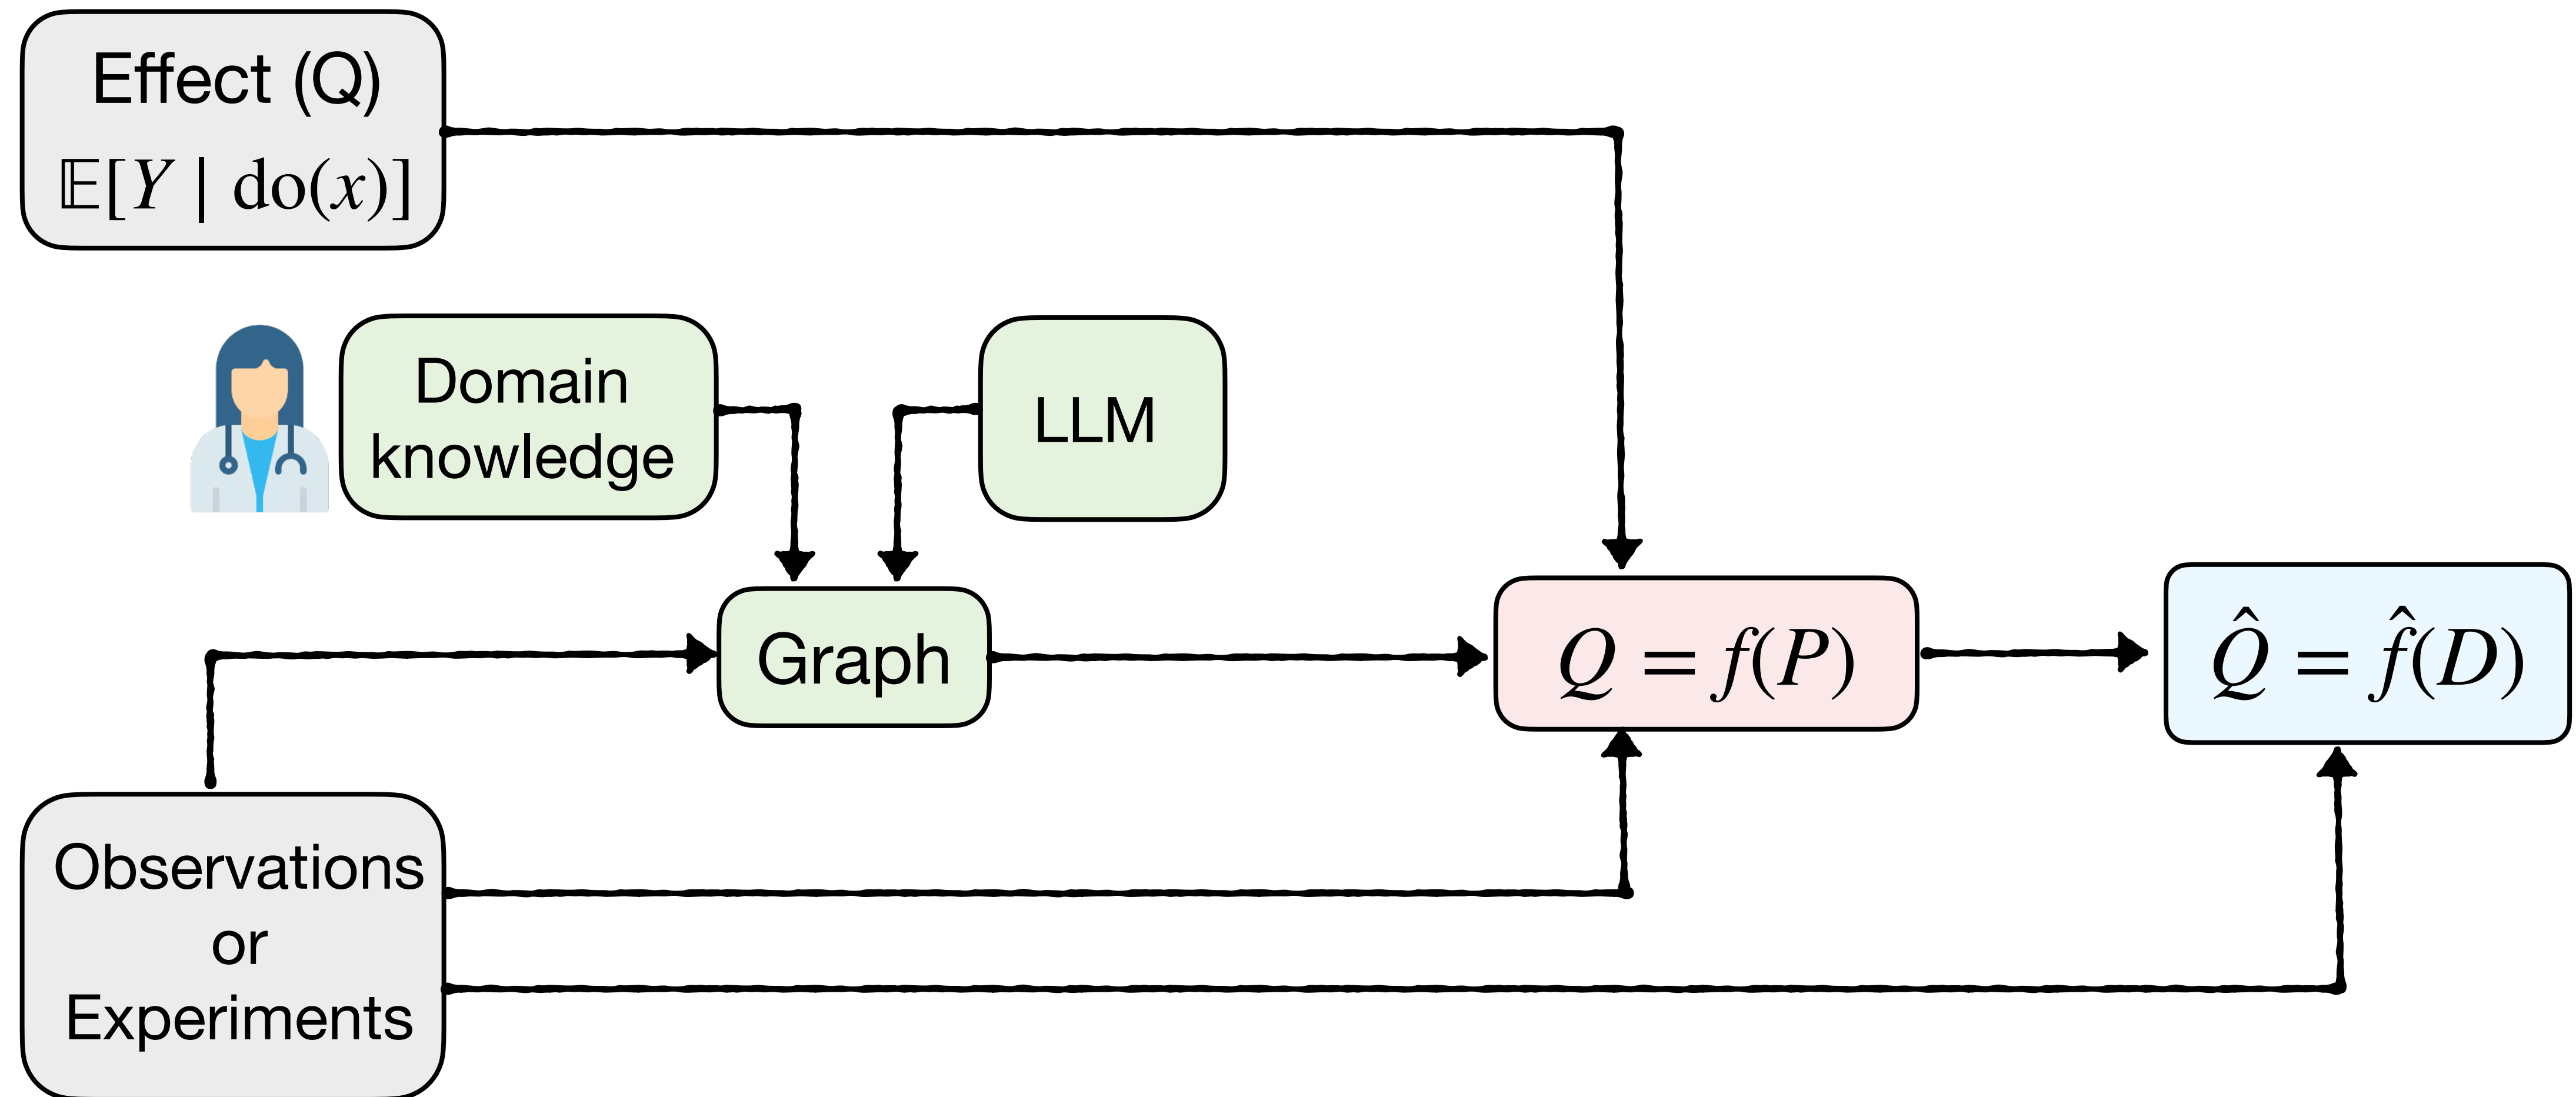 Effect (Q)
𝔼[Y | do(x)]
Domain
knowledge
LLM
Graph
Q = f(P)
Q̂ = f̂(D)
Observations
or
Experiments